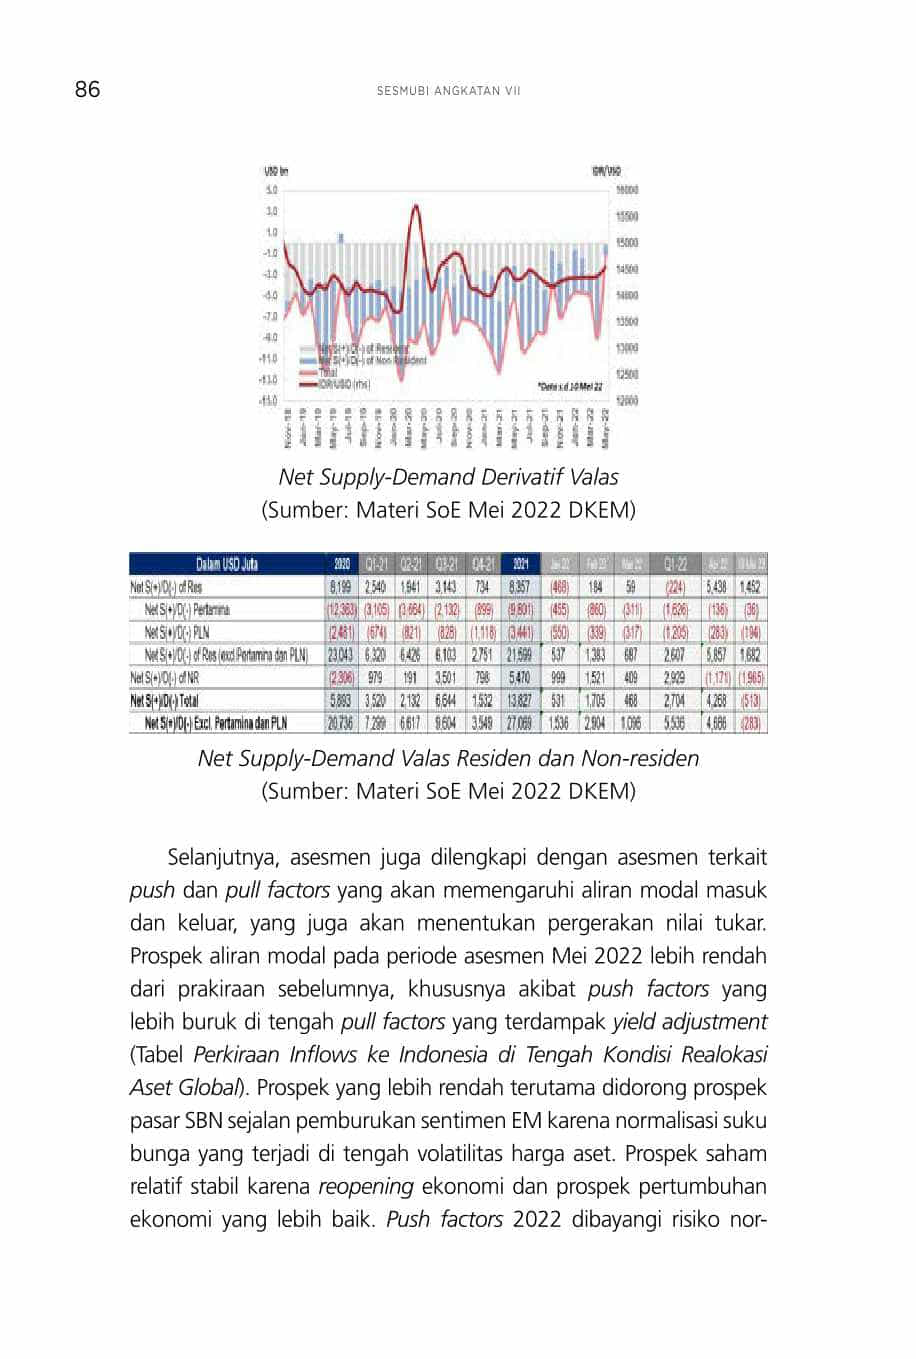 86
SESMUBI ANGKATAN VII
USD bn IDR/USD
5.0 16000
3.0 15500
1.0 15000
-1.0 14500
-3.0 14000
-5.0 13500
-7.0 13000
-9.0 12500
-11.0 12000
-13.0
-15.0
Net S(+)/D(-) of Resident
Net S(+)/D(-) of Non Resident
Total
IDR/USD (rhs)
*Data s.d 10 Mei 22
Nov-18 Jan-19 Mar-19 May-19 Jul-19 Sep-19 Nov-19 Jan-20 Mar-20 May-20 Jul-20 Sep-20 Nov-20 Jan-21 Mar-21 May-21 Jul-21 Sep-21 Nov-21 Jan-22 Mar-22 May-22
Net Supply-Demand Derivatif Valas
(Sumber: Materi SoE Mei 2022 DKEM)
Dalam USD Juta 2020 Q1-21 Q2-21 Q3-21 Q4-21 2021 Jan 22 Feb 22 Mar 22 Q1-22 Apr 22
Net S(+)/D(-) of Res 8,199 2,540 1,941 3,143 734 8,357 (468) 184 59 (224) 5,438 1,452
Net S(+)/D(-) Pertamina (12,363) (3,105) (3,664) (2,132) (899) (9,801) (455) (860) (311) (1,626) (136) (36)
Net S(+)/D(-) PLN (2,481) (674) (821) (828) (1,118) (3,441) (550) (339) (317) (1,205) (283) (194)
Net S(+)/D(-) of Res (excl Pertamina dan PLN) 23,043 6,320 6,426 6,103 2,751 21,599 537 1,383 687 2,607 5,857 1,682
Net S(+)/D(-) of NR (2,306) 979 191 3,501 798 5,470 999 1,521 409 2,929 (1,171) (1,965)
Net S(+)/D(-) Total 5,893 3,520 2,132 6,644 1,532 13,827 531 1,705 468 2,704 4,268 (513)
Net S(+)/D(-) Excl. Pertamina dan PLN 20,736 7,299 6,617 9,604 3,549 27,069 1,536 2,904 1,096 5,536 4,686 (283)
Net Supply-Demand Valas Residen dan Non-residen
(Sumber: Materi SoE Mei 2022 DKEM)
Selanjutnya, asesmen juga dilengkapi dengan asesmen terkait
push dan pull factors yang akan memengaruhi aliran modal masuk
dan keluar, yang juga akan menentukan pergerakan nilai tukar.
Prospek aliran modal pada periode asesmen Mei 2022 lebih rendah
dari prakiraan sebelumnya, khususnya akibat push factors yang
lebih buruk di tengah pull factors yang terdampak yield adjustment
(Tabel Perkiraan Inflows ke Indonesia di Tengah Kondisi Realokasi
Aset Global). Prospek yang lebih rendah terutama didorong prospek
pasar SBN sejalan pemburukan sentimen EM karena normalisasi suku
bunga yang terjadi di tengah volatilitas harga aset. Prospek saham
relatif stabil karena reopening ekonomi dan prospek pertumbuhan
ekonomi yang lebih baik. Push factors 2022 dibayangi risiko nor-